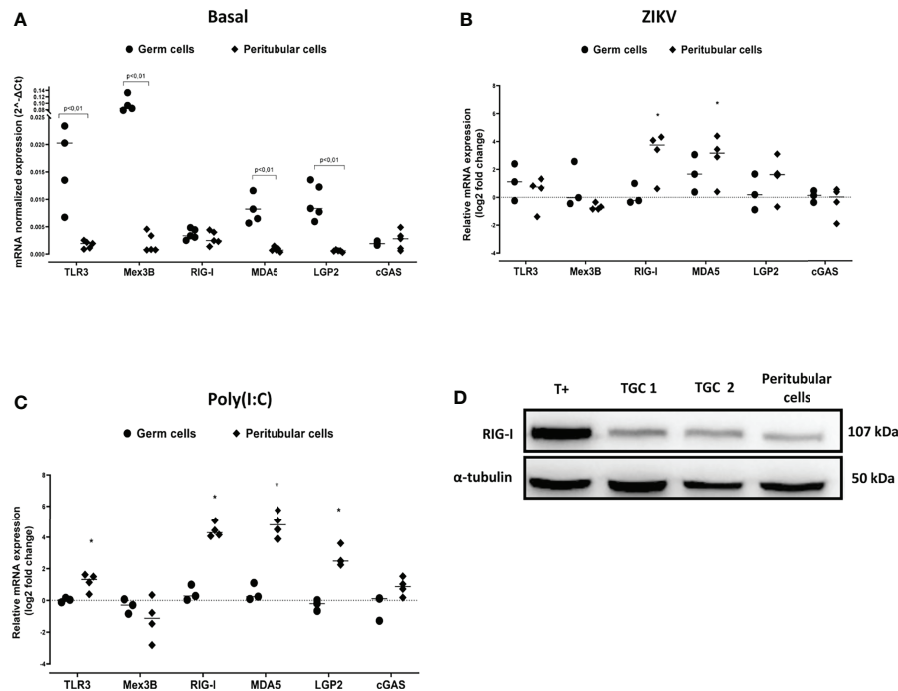 A
Basal
Germ cells
Peritubular cells
mRNA normalized expression (2^-ΔCt)
0.14
0.12
0.10
0.08
0.025
0.020
0.015
0.010
0.005
0.000
p<0,01
p<0,01
p<0,01
p<0,01
TLR3 Mex3B RIG-I MDA5 LGP2 cGAS
B
ZIKV
Germ cells
Peritubular cells
Relative mRNA expression
(log2 fold change)
8
6
4
2
0
-2
-4
*
*
TLR3 Mex3B RIG-I MDA5 LGP2 cGAS
C
Poly(I:C)
Germ cells
Peritubular cells
Relative mRNA expression
(log2 fold change)
8
6
4
2
0
-2
-4
*
*
*
TLR3 Mex3B RIG-I MDA5 LGP2 cGAS
D
T+ TGC 1 TGC 2 Peritubular
cells
RIG-I 107 kDa
α-tubulin 50 kDa